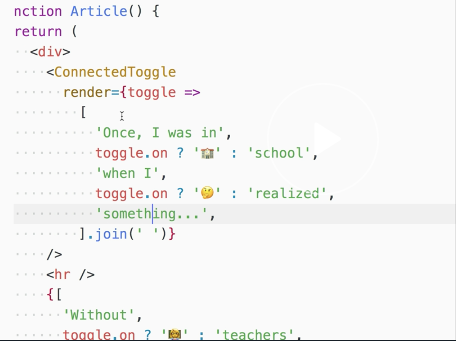 nction Article() {
return (
<div>
<ConnectedToggle
render={toggle =>
[
'Once, I was in',
toggle.on ? '🏫' : 'school',
'when I',
toggle.on ? '🤔' : 'realized',
'something...',
].join(' ')}
/>
<hr />
{[
'Without',
toggle.on ? '👩‍🏫' : 'teachers',